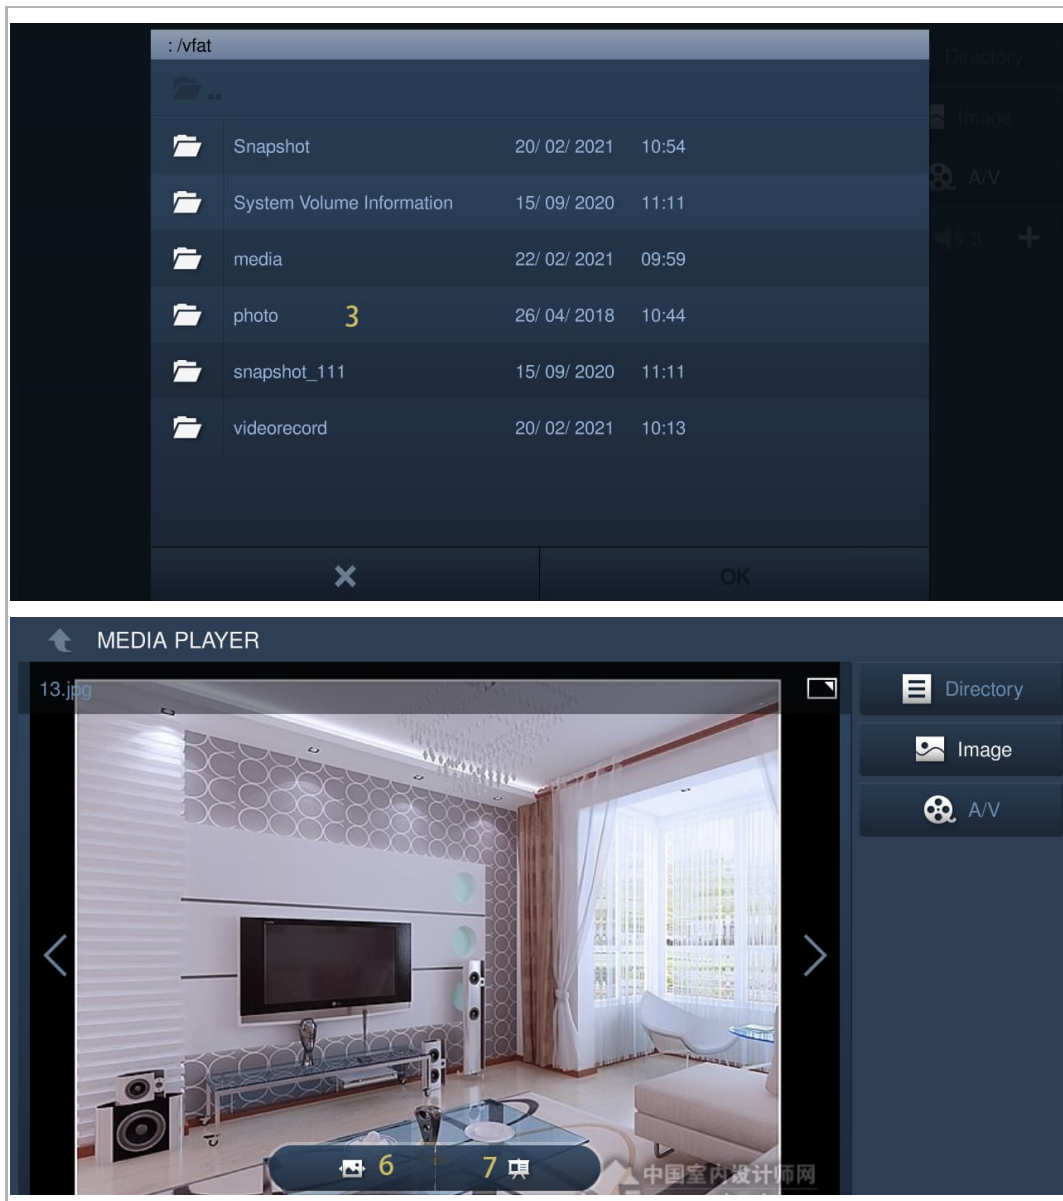 : /vfat
Directory
..
Image
Snapshot 20/ 02/ 2021 10:54
A/V
System Volume Information 15/ 09/ 2020 11:11
3
media 22/ 02/ 2021 09:59
photo 3 26/ 04/ 2018 10:44
snapshot_111 15/ 09/ 2020 11:11
videorecord 20/ 02/ 2021 10:13
OK
MEDIA PLAYER
13.jpg
Directory
Image
A/V
6 7
中国室内设计师网